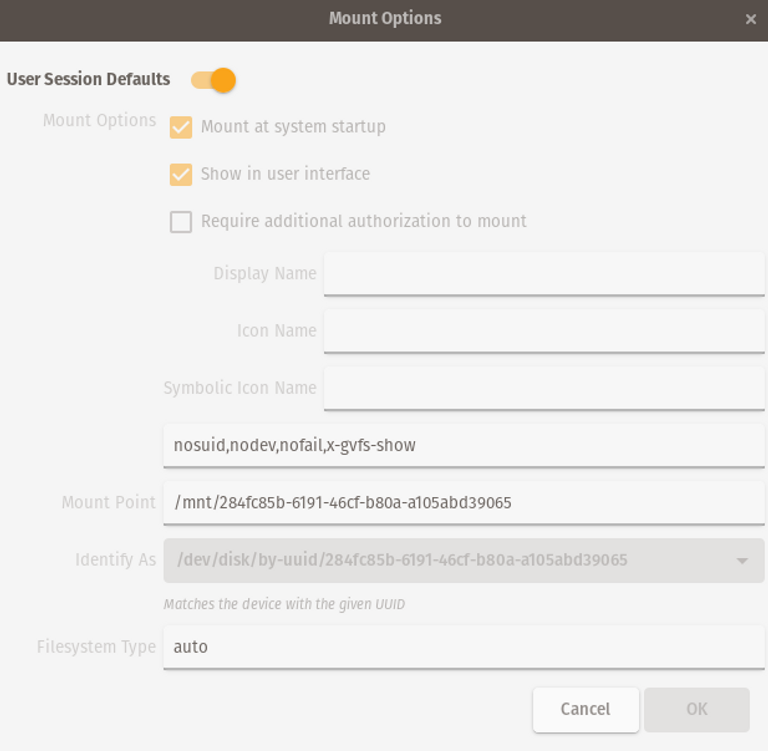 Mount Options
User Session Defaults
Mount Options
Mount at system startup
Show in user interface
Require additional authorization to mount
Display Name
Icon Name
Symbolic Icon Name
nosuid,nodev,nofail,x-gvfs-show
Mount Point /mnt/284fc85b-6191-46cf-b80a-a105abd39065
Identify As /dev/disk/by-uuid/284fc85b-6191-46cf-b80a-a105abd39065
Matches the device with the given UUID
Filesystem Type auto
Cancel OK